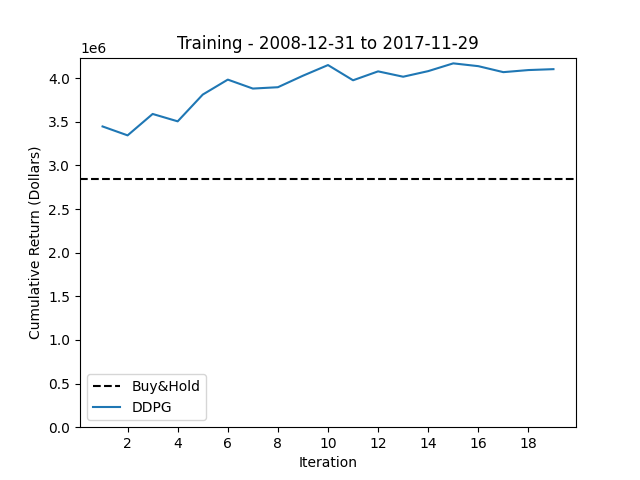 Training - 2008-12-31 to 2017-11-29
1e6
4.0
3.5
3.0
2.5
2.0
1.5
1.0
0.5
0.0
Cumulative Return (Dollars)
Buy&Hold
DDPG
2 4 6 8 10 12 14 16 18
Iteration